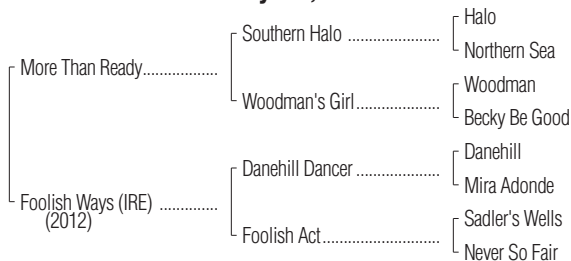 Halo
Southern Halo
Northern Sea
More Than Ready
Woodman
Woodman's Girl
Becky Be Good
Danehill
Danehill Dancer
Mira Adonde
Foolish Ways (IRE)
(2012)
Sadler's Wells
Foolish Act
Never So Fair